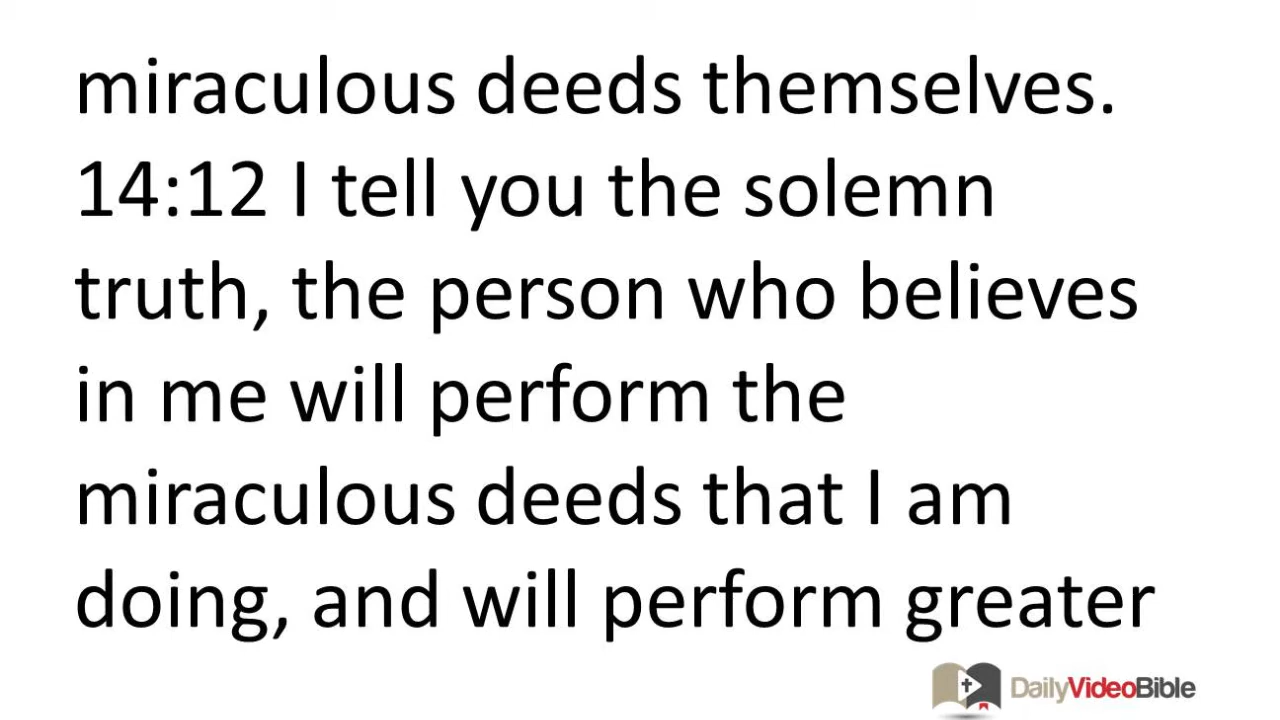 miraculous deeds themselves.
14:12 I tell you the solemn
truth, the person who believes
in me will perform the
miraculous deeds that I am
doing, and will perform greater
DailyVideoBible